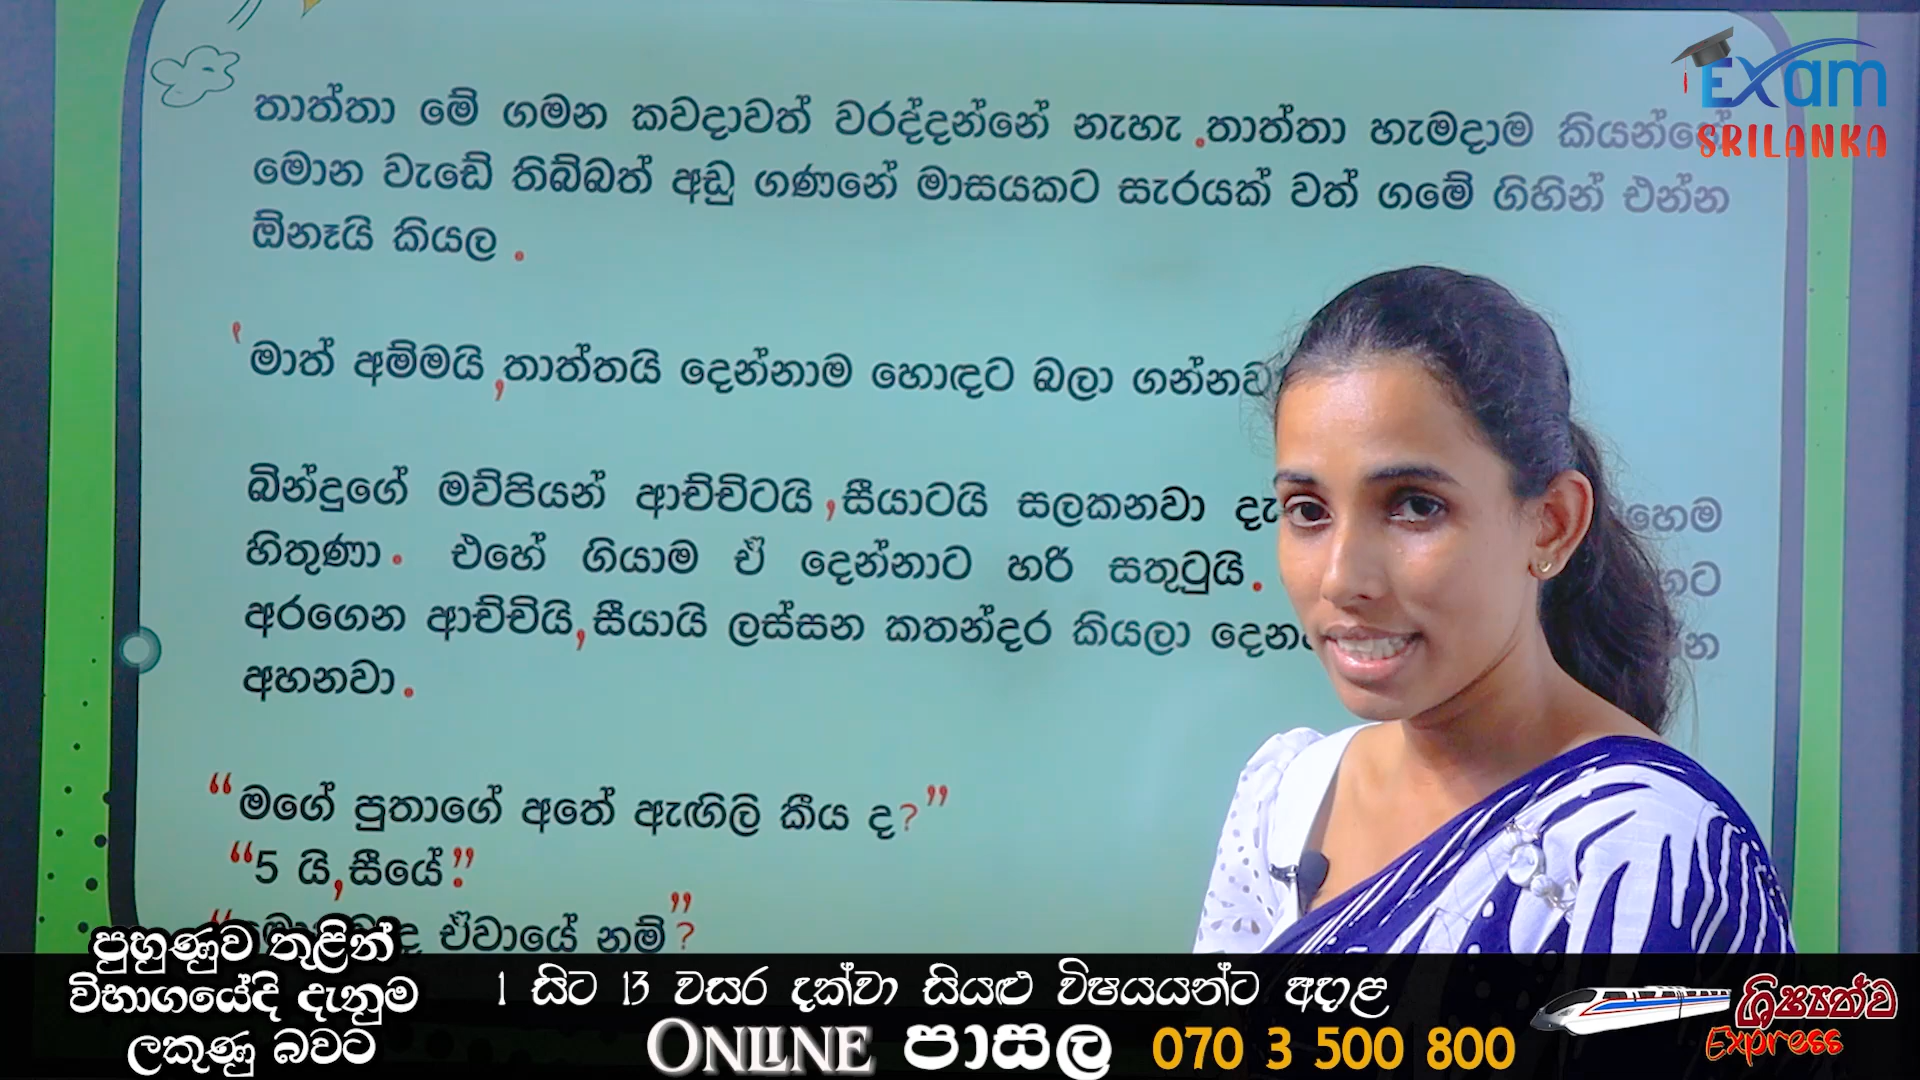 Exam
SRILANKA
තාත්තා මේ ගමන කවදාවත් වරද්දන්නේ නැහැ .තාත්තා හැමදාම කියන්නේ
මොන වැඩේ තිබ්බත් අඩු ගණනේ මාසයකට සැරයක් වත් ගමේ ගිහින් එන්න
ඕනෑයි කියල .
' මාත් අම්මයි ,තාත්තයි දෙන්නාම හොඳට බලා ගන්නවා
බින්දුගේ මව්පියන් ආච්චිටයි ,සීයාටයි සලකනවා
හිතුණා . එහේ ගියාම ඒ දෙන්නාට හරි සතුටුයි.
අරගෙන ආච්චියි,සීයායි ලස්සන කතන්දර කියලා
අහනවා .
“ මගේ පුතාගේ අතේ ඇඟිලි කීය ද? ”
“ 5 යි,සීයේ.”
ඒවායේ නම් ? ”
පුහුණුව තුළින්
විභාගයේදි දැනුම
ලකුණු බවට
1 සිට 13 වසර දක්වා සියළු විෂයයන්ට අදාළ
ONLINE පාසල 070 3 500 800
ශිෂ්‍යත්ව
Express